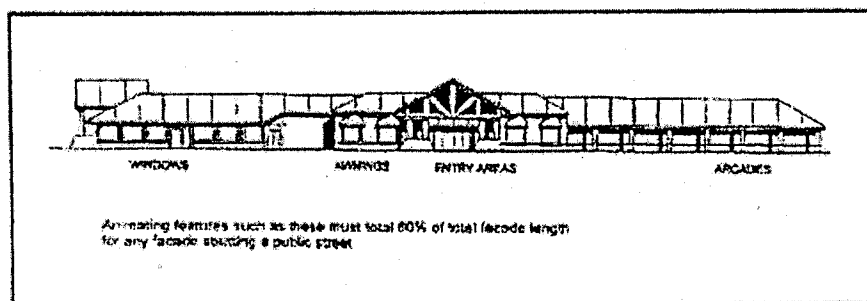 WINDOWS AWNINGS ENTRY AREAS ARCADES
Animating features such as these must total 60% of total facade length
for any facade abutting a public street